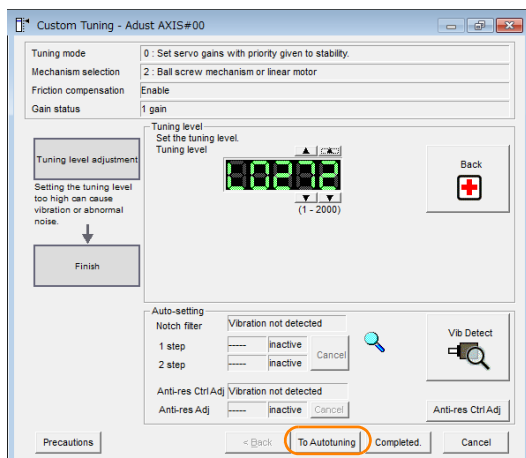 Custom Tuning - Adust AXIS#00
Tuning mode
0 : Set servo gains with priority given to stability.
Mechanism selection
2 : Ball screw mechanism or linear motor
Friction compensation
Enable
Gain status
1 gain
Tuning level adjustment
Setting the tuning level
too high can cause
vibration or abnormal
noise.
Finish
Tuning level
Set the tuning level.
Tuning level
L0272
(1 - 2000)
Back
Auto-setting
Notch filter
Vibration not detected
1 step
-----
inactive
2 step
-----
inactive
Cancel
Anti-res Ctrl Adj
Vibration not detected
Anti-res Adj
-----
inactive
Cancel
Vib Detect
Anti-res Ctrl Adj
Precautions
< Back
To Autotuning
Completed.
Cancel